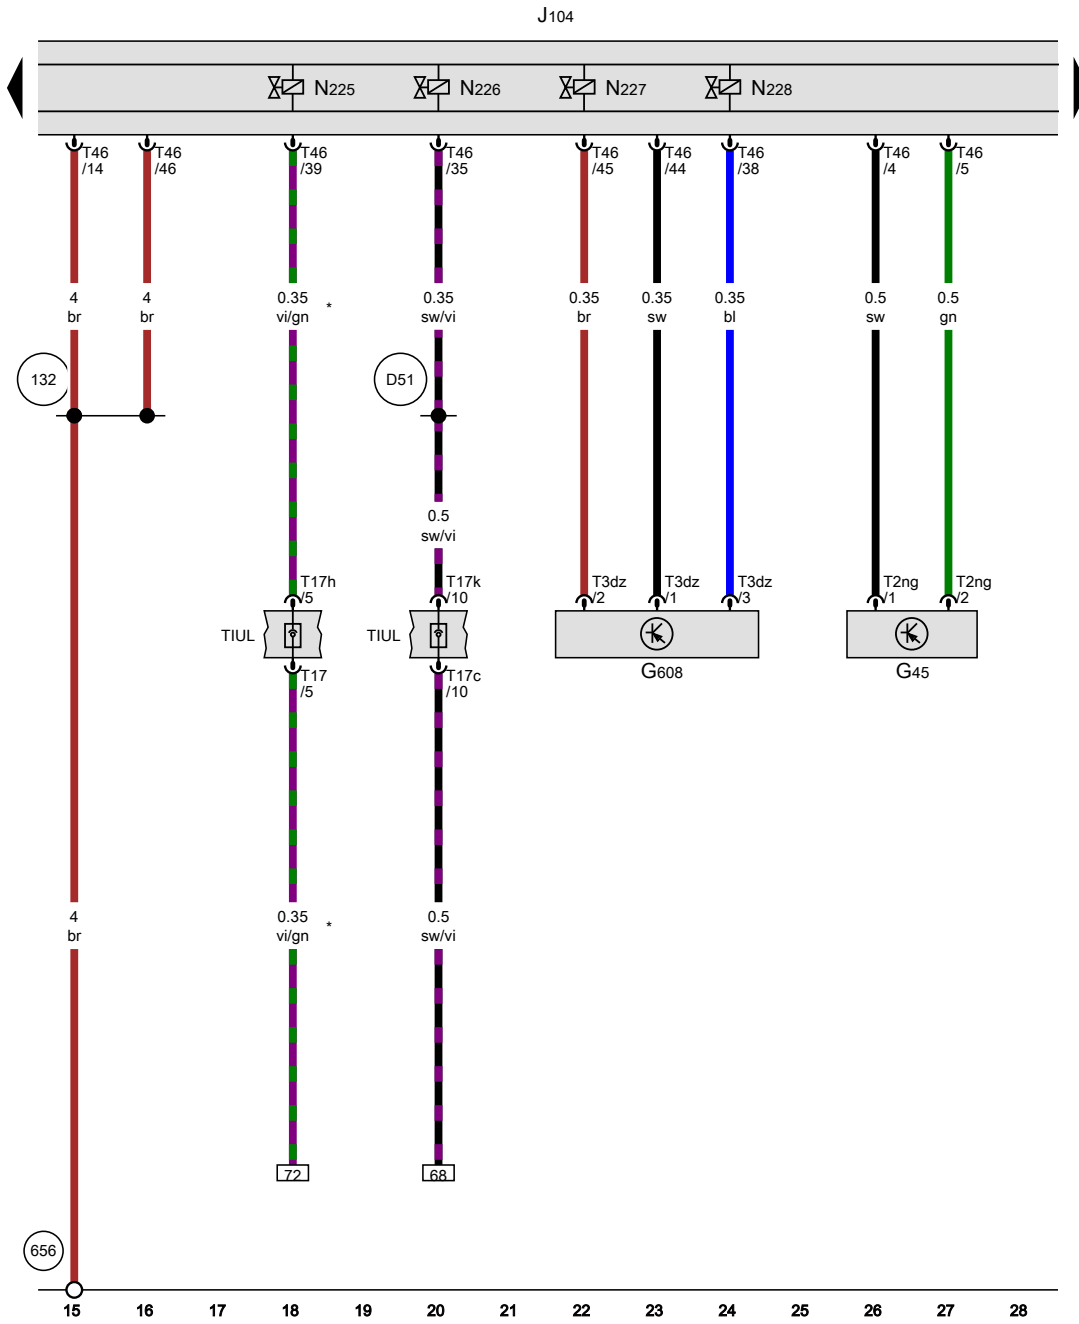 J104
N225 N226 N227 N228
T46 T46 T46 T46 T46 T46 T46 T46 T46
/14 /46 /39 /35 /45 /44 /38 /4 /5
4 4 0.35 * 0.35 0.35 0.35 0.35 0.5 0.5
br br vi/gn sw/vi br sw bl sw gn
132 D51
0.5
sw/vi
T17h T17k T3dz T3dz T3dz T2ng T2ng
/5 /10 /2 /1 /3 /1 /2
TIUL TIUL
G608 G45
T17 T17c
/5 /10
4 0.35 * 0.5
br vi/gn sw/vi
72 68
656
15 16 17 18 19 20 21 22 23 24 25 26 27 28